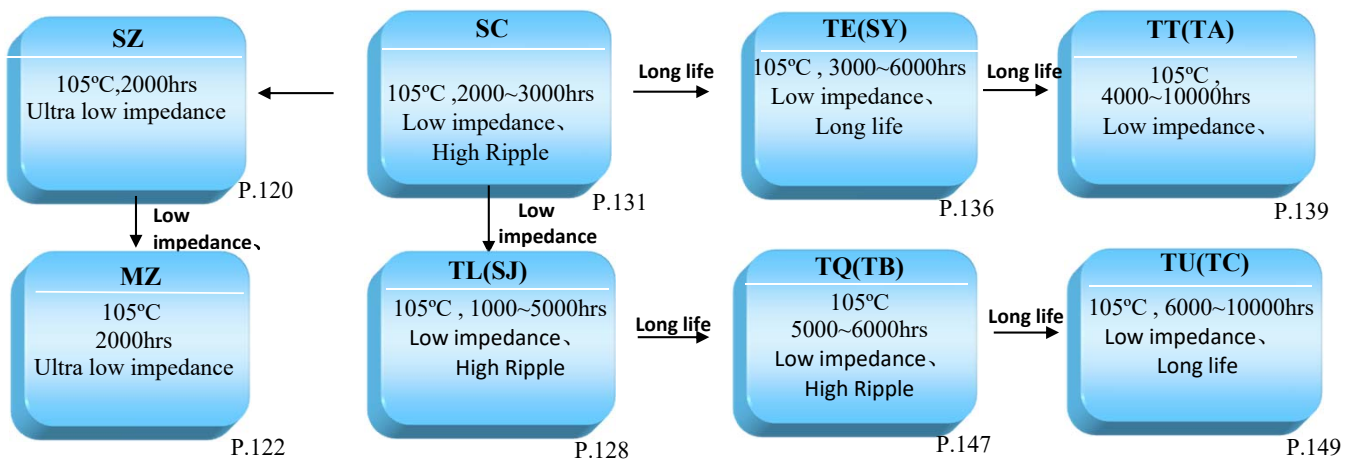 SZ
105ºC,2000hrs
Ultra low impedance
P.120
SC
105ºC ,2000~3000hrs
Low impedance、
High Ripple
P.131
Long life
TE(SY)
105ºC , 3000~6000hrs
Low impedance、
Long life
P.136
Long life
TT(TA)
105ºC ,
4000~10000hrs
Low impedance、
P.139
Low
impedance、
Low
impedance
MZ
105ºC
2000hrs
Ultra low impedance
P.122
TL(SJ)
105ºC , 1000~5000hrs
Low impedance、
High Ripple
P.128
Long life
TQ(TB)
105ºC
5000~6000hrs
Low impedance、
High Ripple
P.147
Long life
TU(TC)
105ºC , 6000~10000hrs
Low impedance、
Long life
P.149